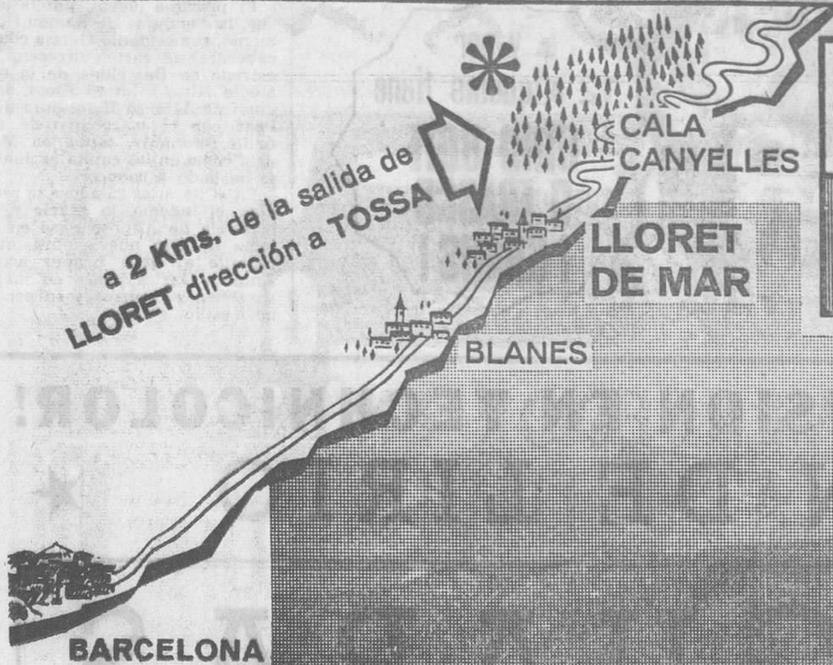 a 2 Kms. de la salida de
LLORET dirección a TOSSA
CALA
CANYELLES
LLORET
DE MAR
BLANES
BARCELONA